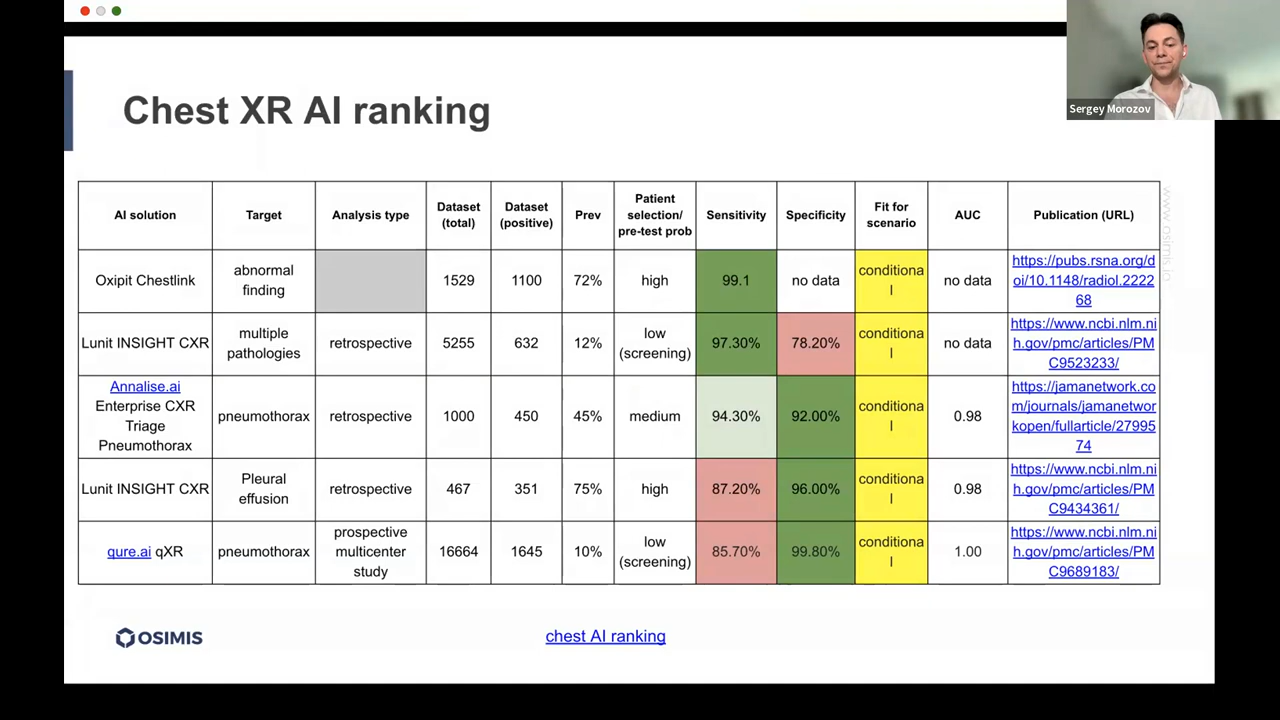 Sergey Morozov
Chest XR AI ranking
www.osimis.io
AI solution
Target
Analysis type
Dataset
(total)
Dataset
(positive)
Prev
Patient
selection/
pre-test prob
Sensitivity
Specificity
Fit for
scenario
AUC
Publication (URL)
Oxipit Chestlink
abnormal
finding
1529
1100
72%
high
99.1
no data
conditiona
l
no data
https://pubs.rsna.org/d
oi/10.1148/radiol.2222
68
Lunit INSIGHT CXR
multiple
pathologies
retrospective
5255
632
12%
low
(screening)
97.30%
78.20%
conditiona
l
no data
https://www.ncbi.nlm.ni
h.gov/pmc/articles/PM
C9523233/
Annalise.ai
Enterprise CXR
Triage
Pneumothorax
pneumothorax
retrospective
1000
450
45%
medium
94.30%
92.00%
conditiona
l
0.98
https://jamanetwork.co
m/journals/jamanetwor
kopen/fullarticle/27995
74
Lunit INSIGHT CXR
Pleural
effusion
retrospective
467
351
75%
high
87.20%
96.00%
conditiona
l
0.98
https://www.ncbi.nlm.ni
h.gov/pmc/articles/PM
C9434361/
qure.ai qXR
pneumothorax
prospective
multicenter
study
16664
1645
10%
low
(screening)
85.70%
99.80%
conditiona
l
1.00
https://www.ncbi.nlm.ni
h.gov/pmc/articles/PM
C9689183/
OSIMIS
chest AI ranking